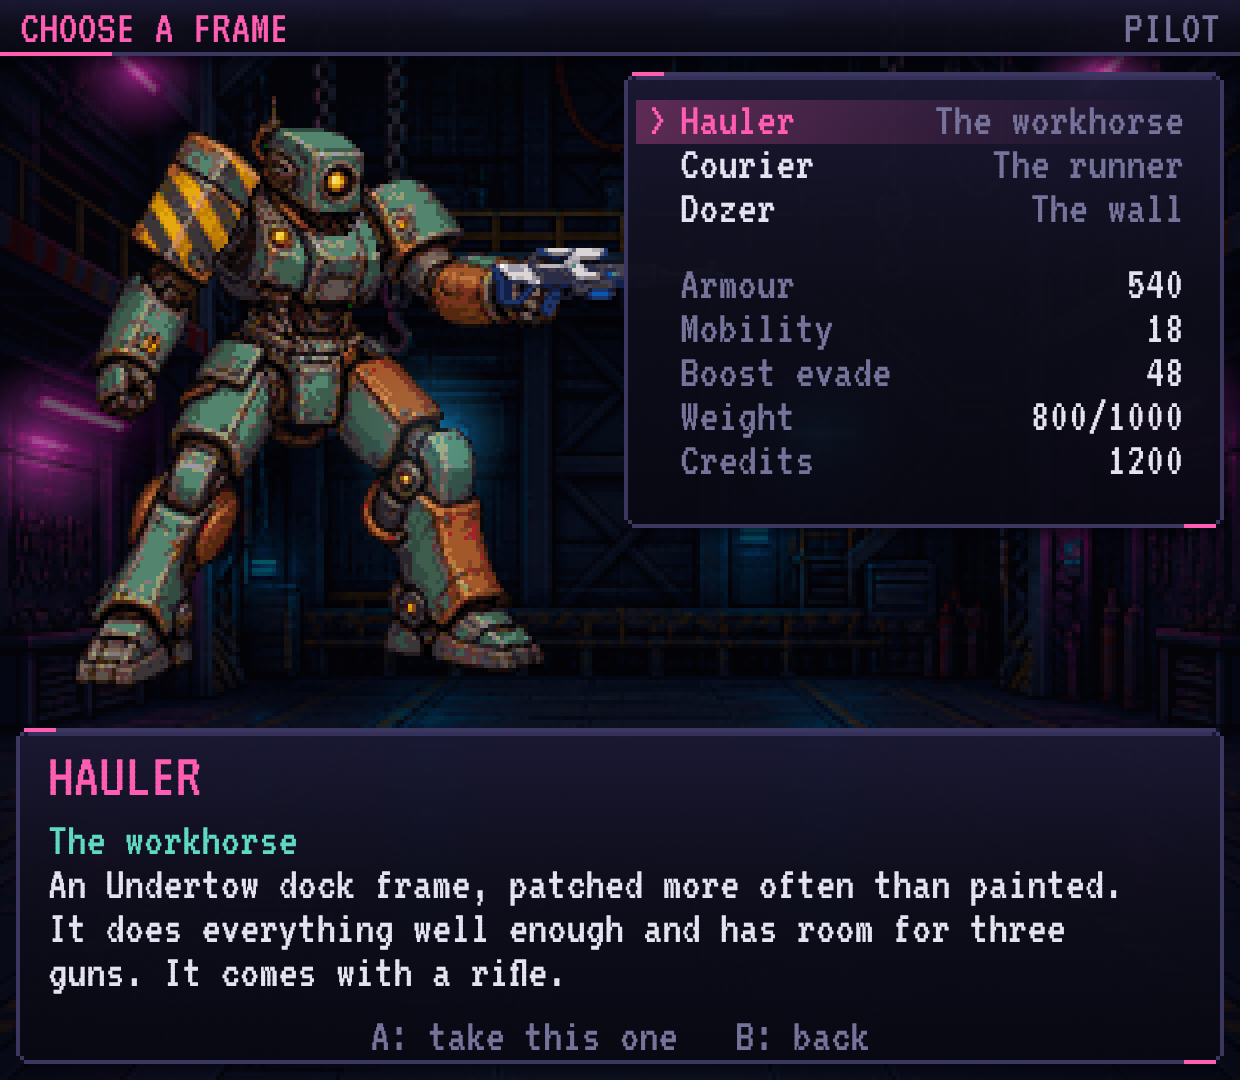 CHOOSE A FRAME PILOT
> Hauler The workhorse
Courier The runner
Dozer The wall
Armour 540
Mobility 18
Boost evade 48
Weight 800/1000
Credits 1200
HAULER
The workhorse
An Undertow dock frame, patched more often than painted.
It does everything well enough and has room for three
guns. It comes with a rifle.
A: take this one B: back